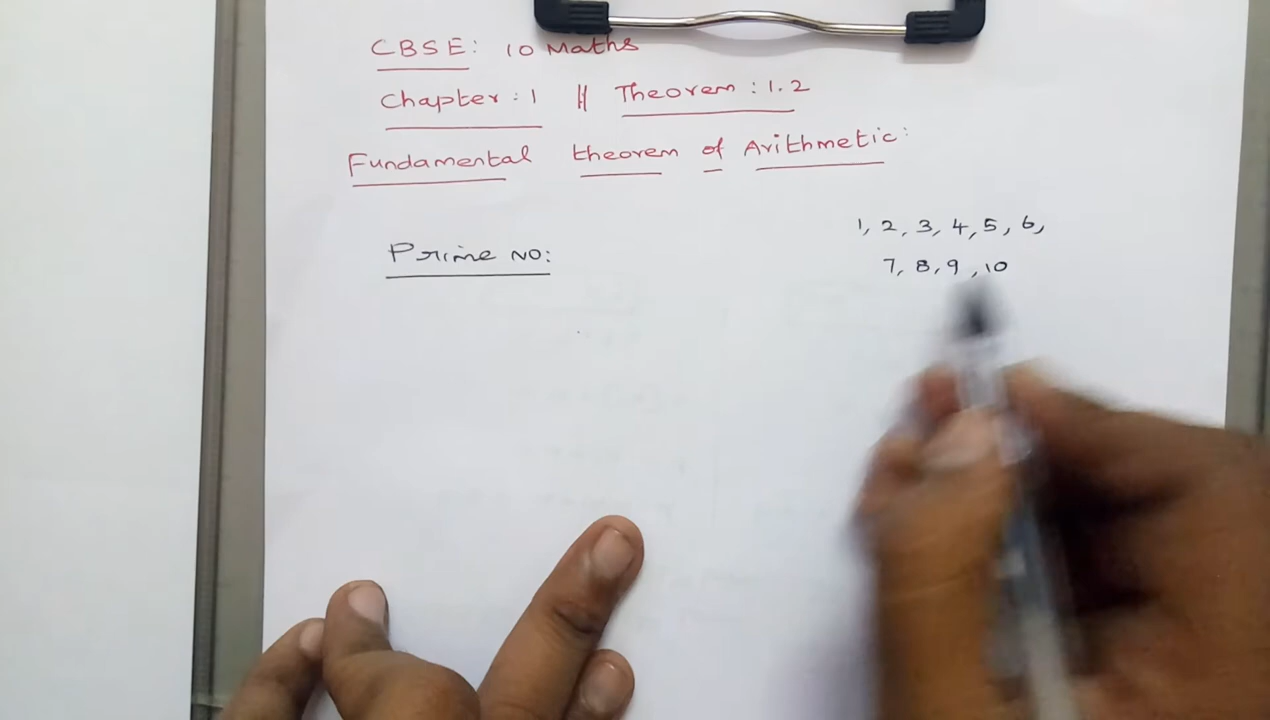 CBSE: 10 Maths
Chapter: 1 || Theorem: 1.2
Fundamental theorem of Arithmetic:
Prime NO:
1, 2, 3, 4, 5, 6,
7, 8, 9, 10